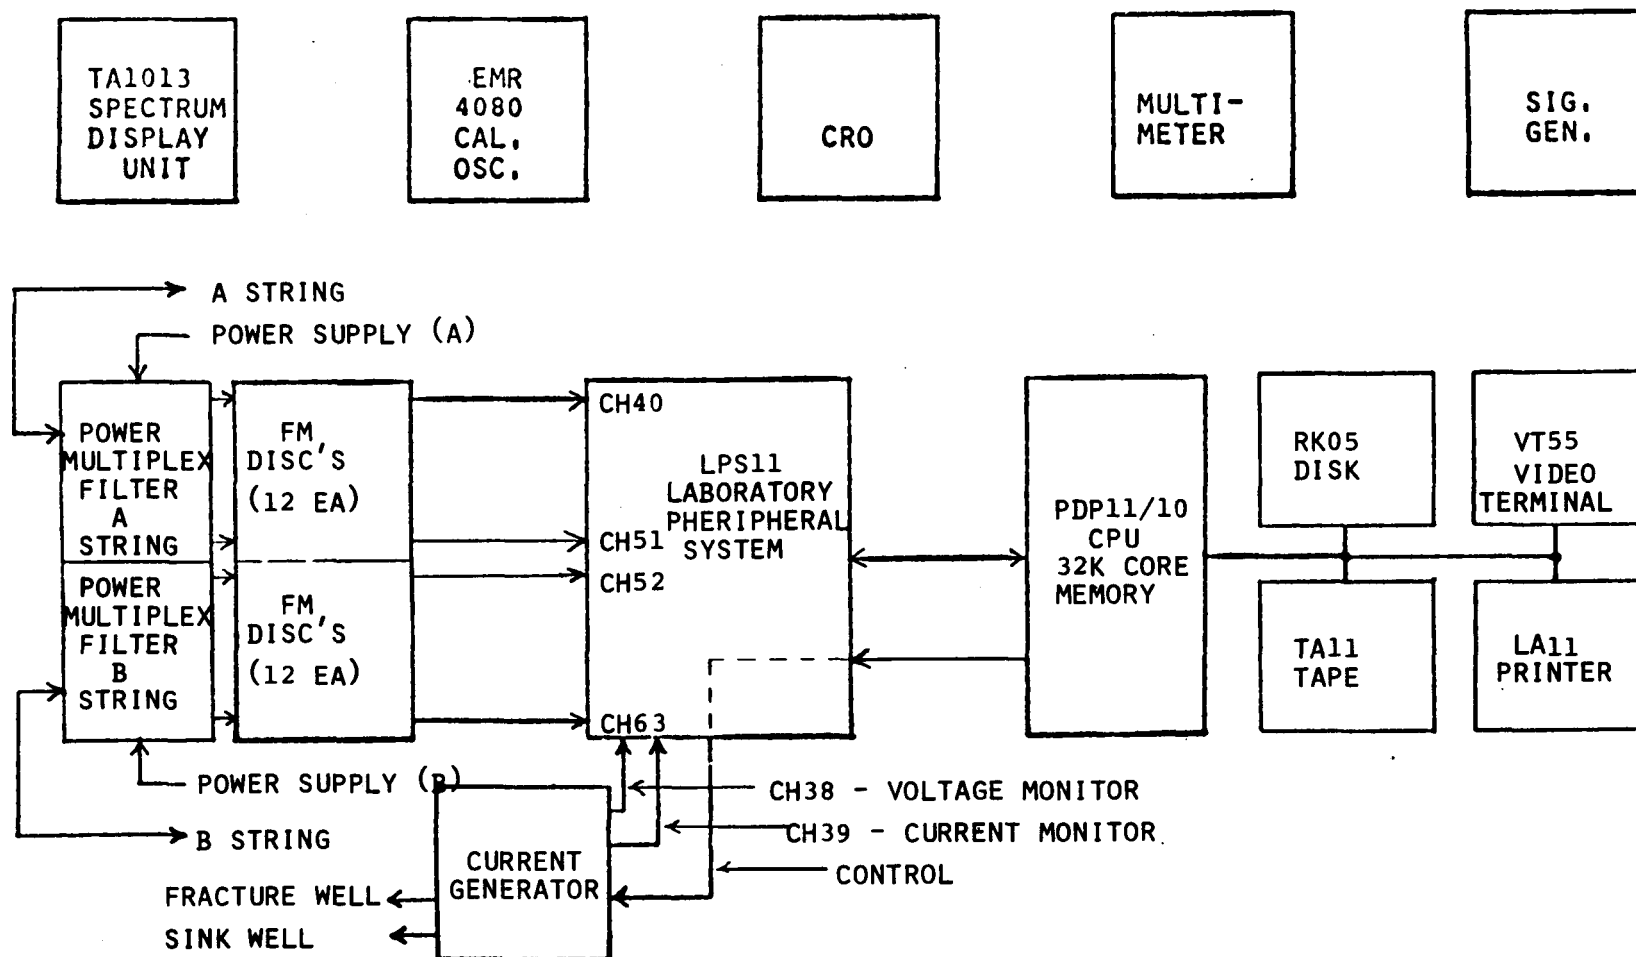 TA1013
SPECTRUM
DISPLAY
UNIT
EMR
4080
CAL.
OSC.
CRO
MULTI-
METER
SIG.
GEN.
A STRING
POWER SUPPLY (A)
POWER
MULTIPLEX
FILTER
A
STRING
FM
DISC'S
(12 EA)
CH40
LPS11
LABORATORY
PHERIPHERAL
SYSTEM
CH51
CH52
CH63
PDP11/10
CPU
32K CORE
MEMORY
RK05
DISK
VT55
VIDEO
TERMINAL
POWER
MULTIPLEX
FILTER
B
STRING
FM
DISC'S
(12 EA)
TA11
TAPE
LA11
PRINTER
POWER SUPPLY (B)
B STRING
CH38 - VOLTAGE MONITOR
CH39 - CURRENT MONITOR
CONTROL
CURRENT
GENERATOR
FRACTURE WELL
SINK WELL